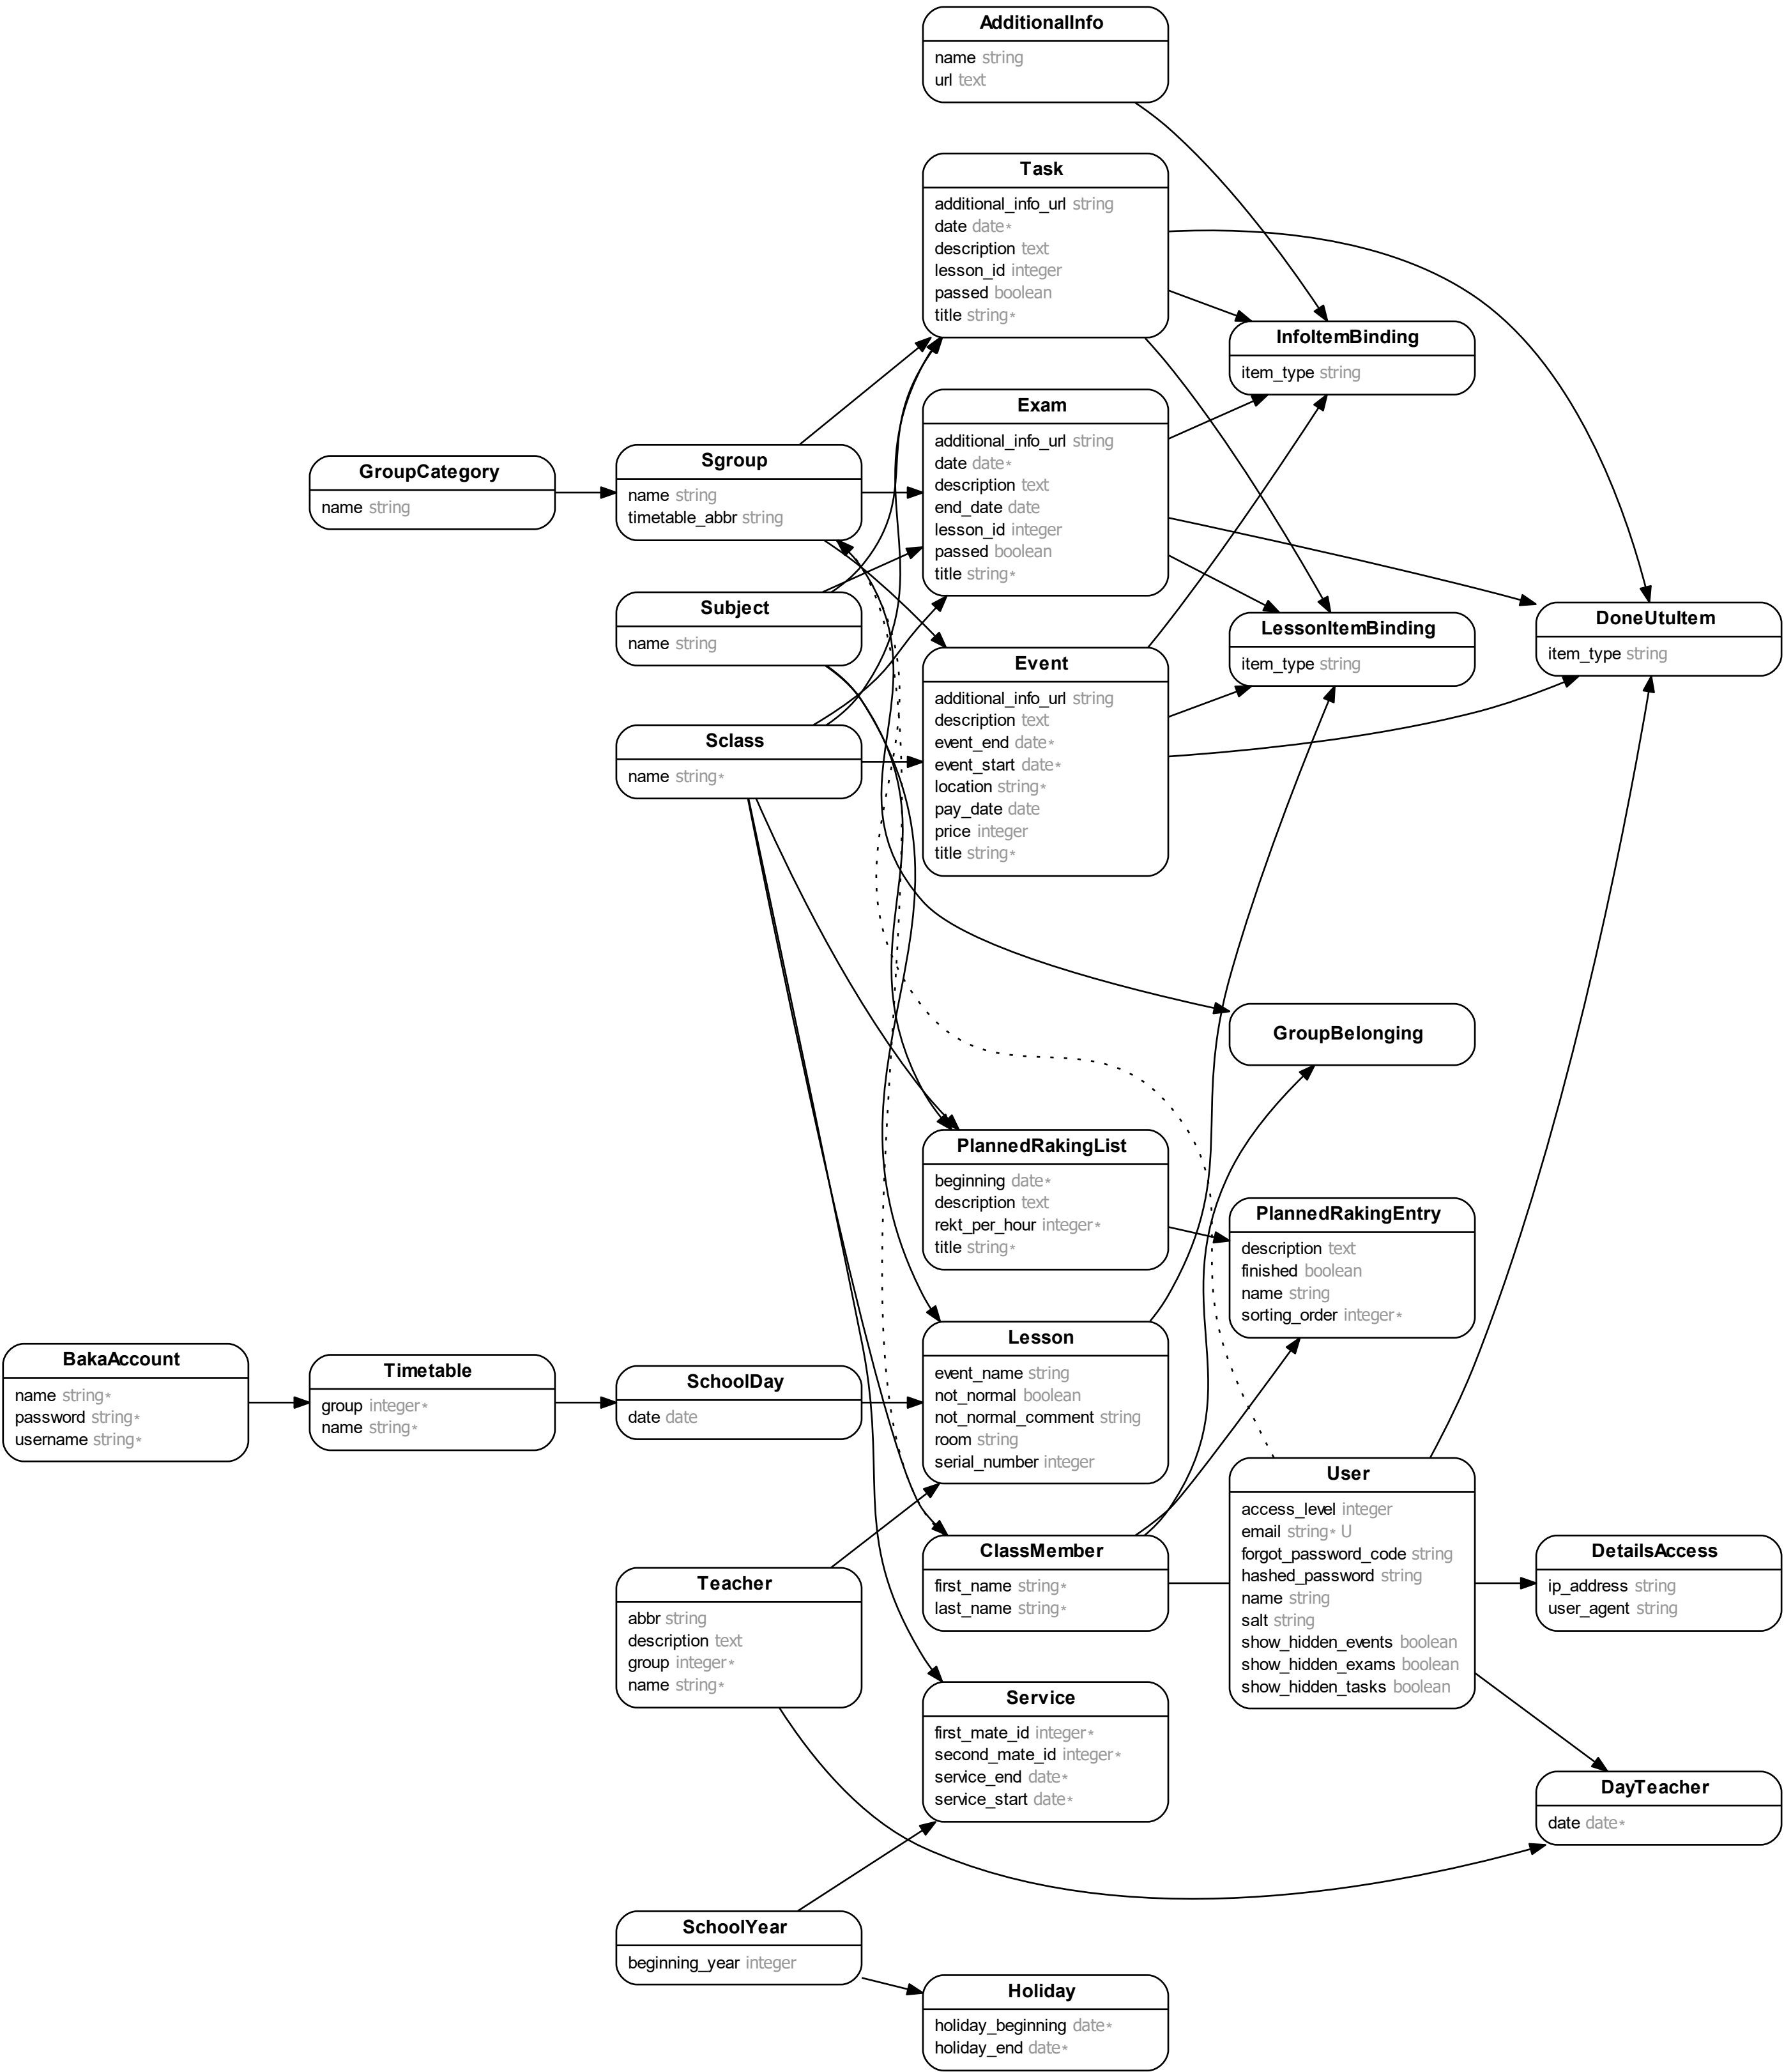 AdditionalInfo
name string
url text
Task
additional_info_url string
date date*
description text
lesson_id integer
passed boolean
title string*
InfoItemBinding
item_type string
Exam
additional_info_url string
date date*
description text
end_date date
lesson_id integer
passed boolean
title string*
GroupCategory
name string
Sgroup
name string
timetable_abbr string
Subject
name string
LessonItemBinding
item_type string
DoneUtuItem
item_type string
Event
additional_info_url string
description text
event_end date*
event_start date*
location string*
pay_date date
price integer
title string*
Sclass
name string*
GroupBelonging
PlannedRakingList
beginning date*
description text
rekt_per_hour integer*
title string*
PlannedRakingEntry
description text
finished boolean
name string
sorting_order integer*
BakaAccount
name string*
password string*
username string*
Timetable
group integer*
name string*
SchoolDay
date date
Lesson
event_name string
not_normal boolean
not_normal_comment string
room string
serial_number integer
User
access_level integer
email string* U
forgot_password_code string
hashed_password string
name string
salt string
show_hidden_events boolean
show_hidden_exams boolean
show_hidden_tasks boolean
ClassMember
first_name string*
last_name string*
DetailsAccess
ip_address string
user_agent string
Teacher
abbr string
description text
group integer*
name string*
Service
first_mate_id integer*
second_mate_id integer*
service_end date*
service_start date*
DayTeacher
date date*
SchoolYear
beginning_year integer
Holiday
holiday_beginning date*
holiday_end date*